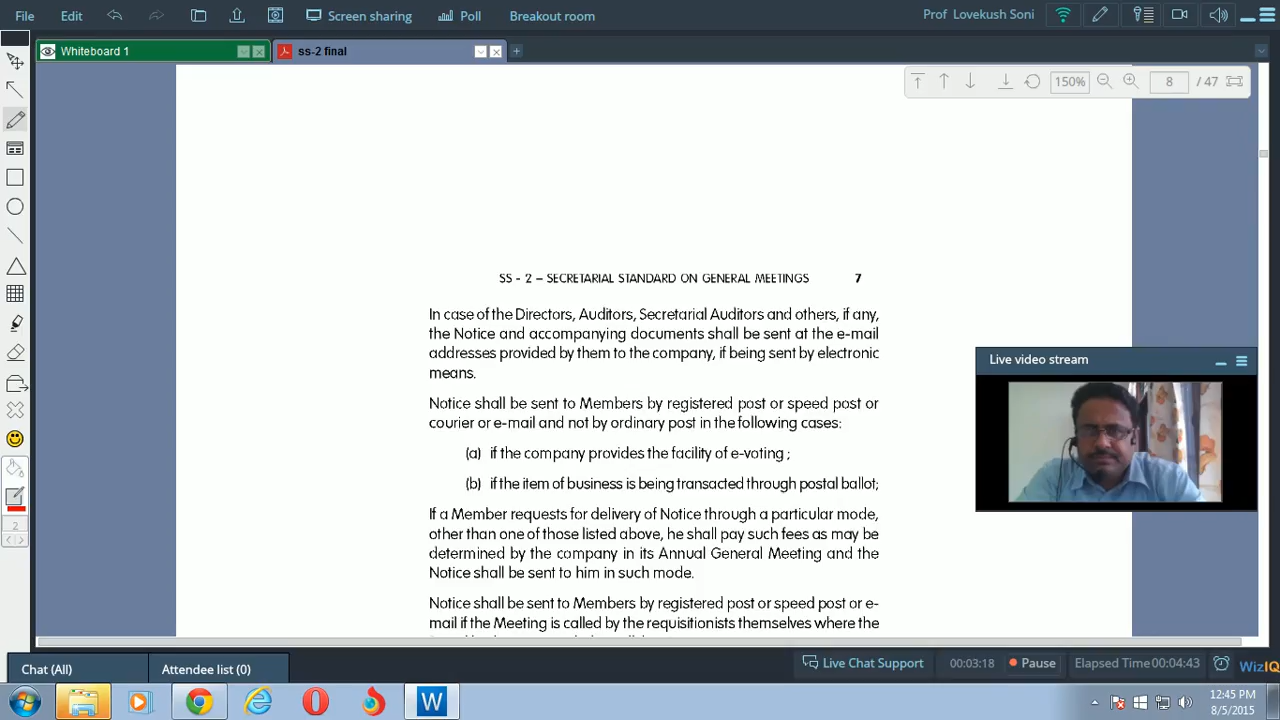 File Edit Screen sharing Poll Breakout room Prof Lovekush Soni
Whiteboard 1 ss-2 final
150% 8 / 47
SS - 2 – SECRETARIAL STANDARD ON GENERAL MEETINGS 7
In case of the Directors, Auditors, Secretarial Auditors and others, if any,
the Notice and accompanying documents shall be sent at the e-mail
addresses provided by them to the company, if being sent by electronic
means.
Notice shall be sent to Members by registered post or speed post or
courier or e-mail and not by ordinary post in the following cases:
(a) if the company provides the facility of e-voting ;
(b) if the item of business is being transacted through postal ballot;
If a Member requests for delivery of Notice through a particular mode,
other than one of those listed above, he shall pay such fees as may be
determined by the company in its Annual General Meeting and the
Notice shall be sent to him in such mode.
Notice shall be sent to Members by registered post or speed post or e-
mail if the Meeting is called by the requisitionists themselves where the
Live video stream
2
Chat (All) Attendee list (0) Live Chat Support 00:03:18 Pause Elapsed Time 00:04:43 WizIQ
12:45 PM
8/5/2015